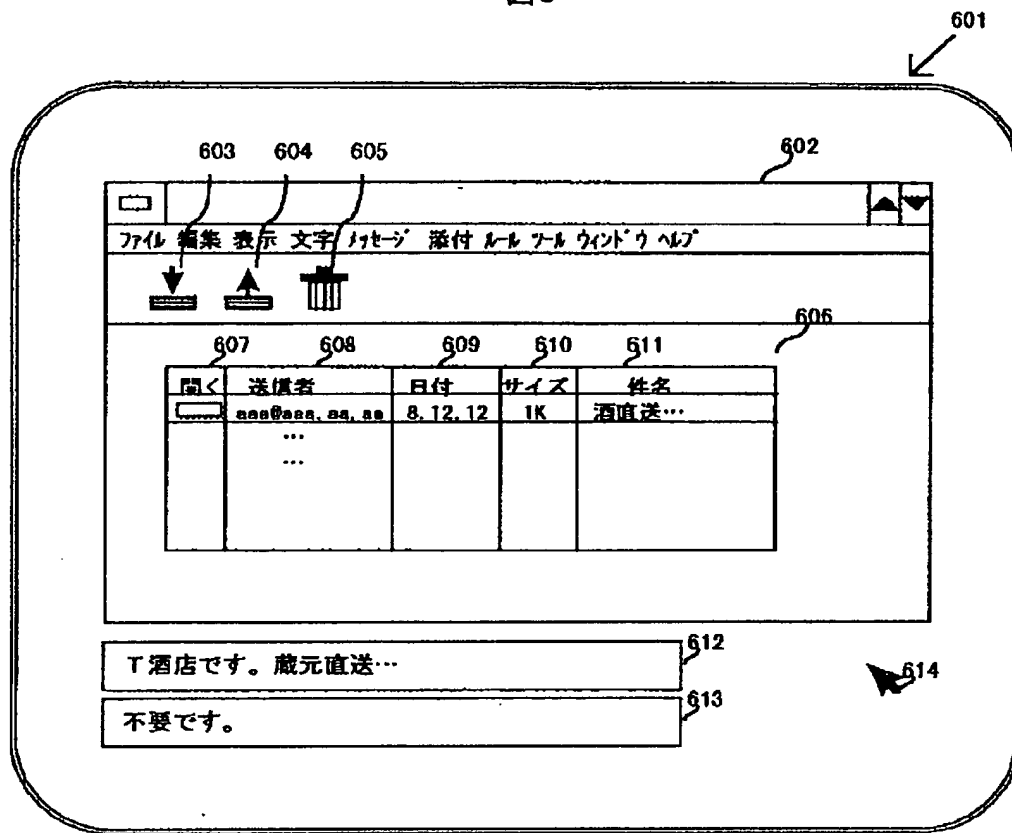 601
603 604 605 602
ファイル 編集 表示 文字 メッセージ 添付 ルール ツール ウィンドウ ヘルプ
606
607 608 609 610 611
開く 送信者 日付 サイズ 件名
aaa@aaa.aa.aa 8.12.12 1K 酒直送…
…
…
612
T酒店です。蔵元直送…
614
613
不要です。